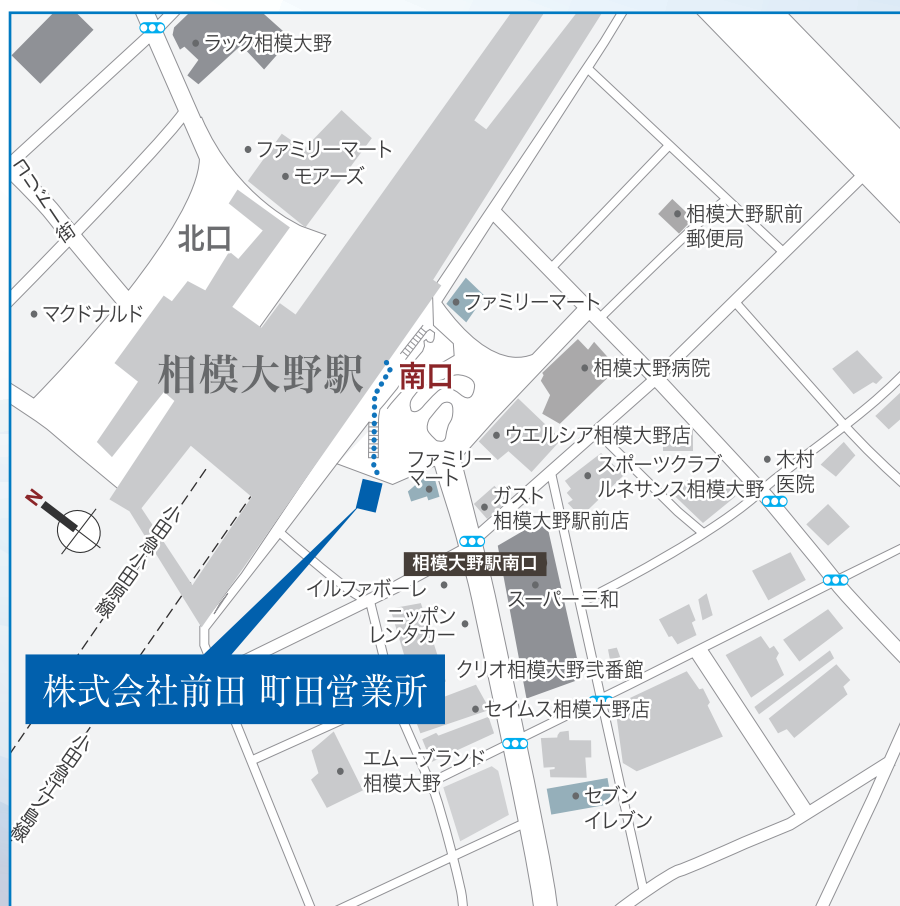 ラック相模大野
ファミリーマート
モアーズ
コリドー街
北口
相模大野駅前
郵便局
マクドナルド
ファミリーマート
相模大野駅
南口
相模大野病院
ウエルシア相模大野店
ファミリー
マート
スポーツクラブ
ルネサンス相模大野
木村
医院
ガスト
相模大野駅前店
N
小田急小田原線
相模大野駅南口
イルファボーレ
スーパー三和
ニッポン
レンタカー
クリオ相模大野弐番館
株式会社前田 町田営業所
セイムス相模大野店
小田急江ノ島線
エムーブランド
相模大野
セブン
イレブン